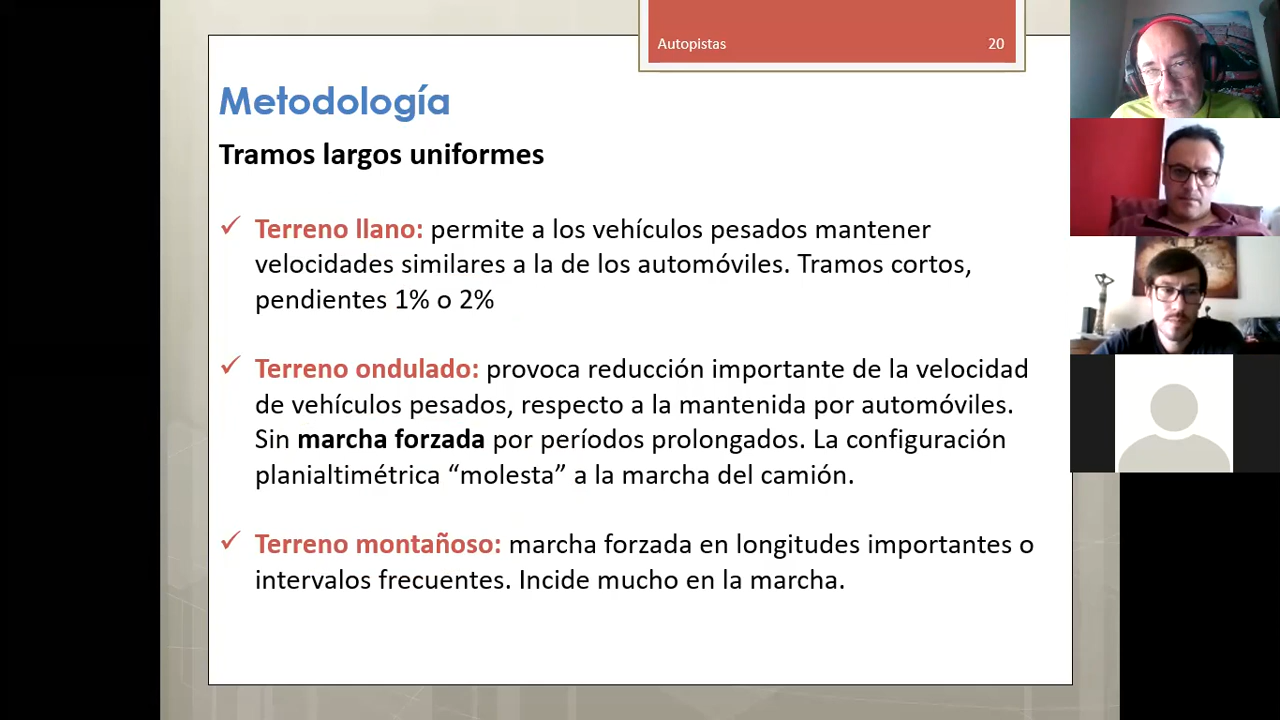 Autopistas 20
Metodología
Tramos largos uniformes
✓ Terreno llano: permite a los vehículos pesados mantener
velocidades similares a la de los automóviles. Tramos cortos,
pendientes 1% o 2%
✓ Terreno ondulado: provoca reducción importante de la velocidad
de vehículos pesados, respecto a la mantenida por automóviles.
Sin marcha forzada por períodos prolongados. La configuración
planialtimétrica “molesta” a la marcha del camión.
✓ Terreno montañoso: marcha forzada en longitudes importantes o
intervalos frecuentes. Incide mucho en la marcha.